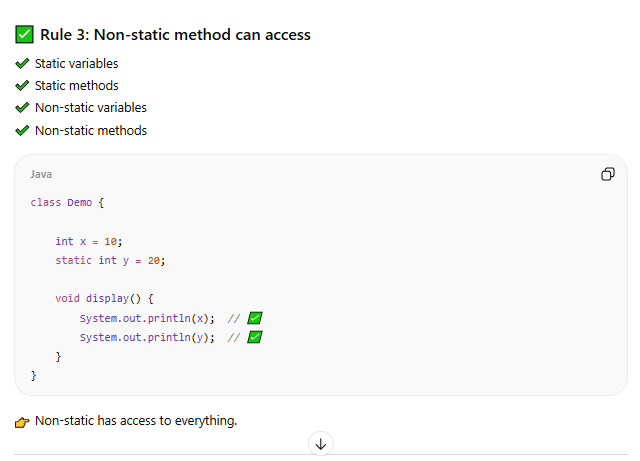 ✅ Rule 3: Non-static method can access
✔ Static variables
✔ Static methods
✔ Non-static variables
✔ Non-static methods
Java
class Demo {
    int x = 10;
    static int y = 20;
    void display() {
        System.out.println(x);  // ✅
        System.out.println(y);  // ✅
    }
}
👉 Non-static has access to everything.